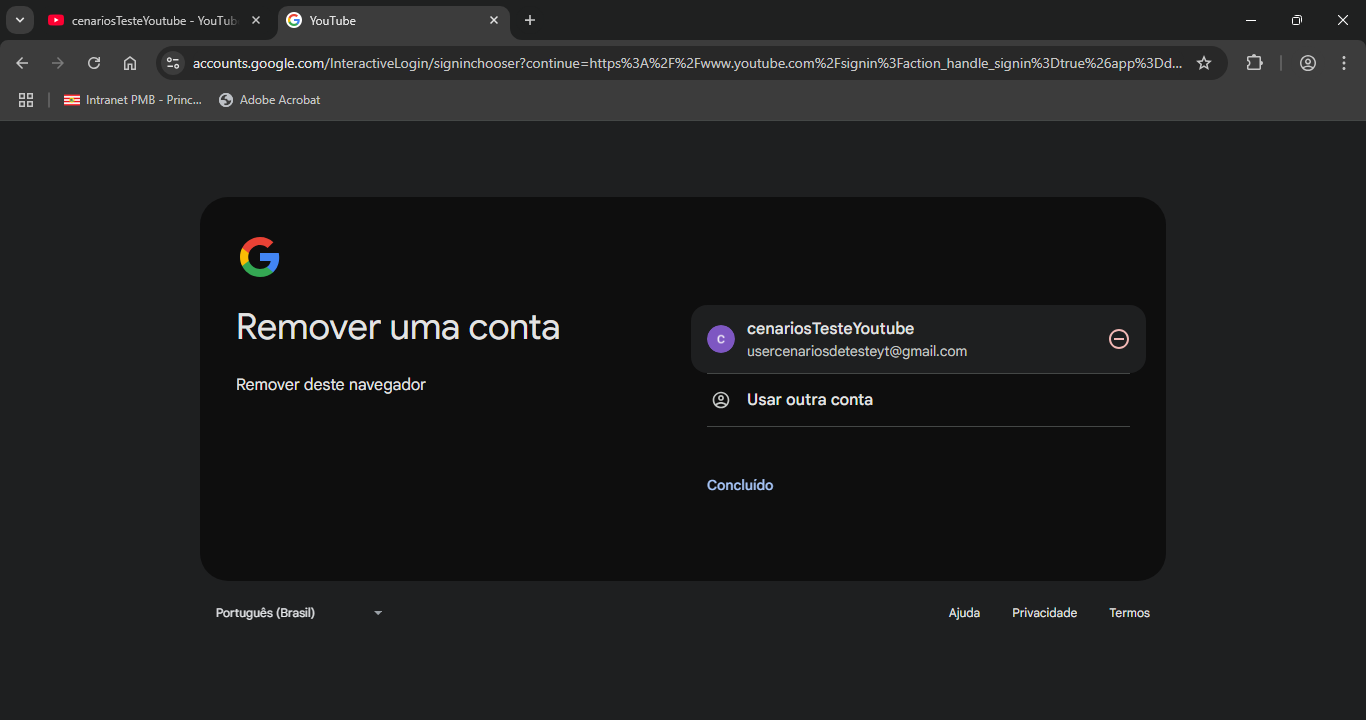 cenariosTesteYoutube - YouTub
YouTube
accounts.google.com/InteractiveLogin/signinchooser?continue=https%3A%2F%2Fwww.youtube.com%2Fsignin%3Faction_handle_signin%3Dtrue%26app%3Dd...
Intranet PMB - Princ...
Adobe Acrobat
Remover uma conta
Remover deste navegador
C
cenariosTesteYoutube
usercenariosdetesteyt@gmail.com
Usar outra conta
Concluído
Português (Brasil)
Ajuda
Privacidade
Termos